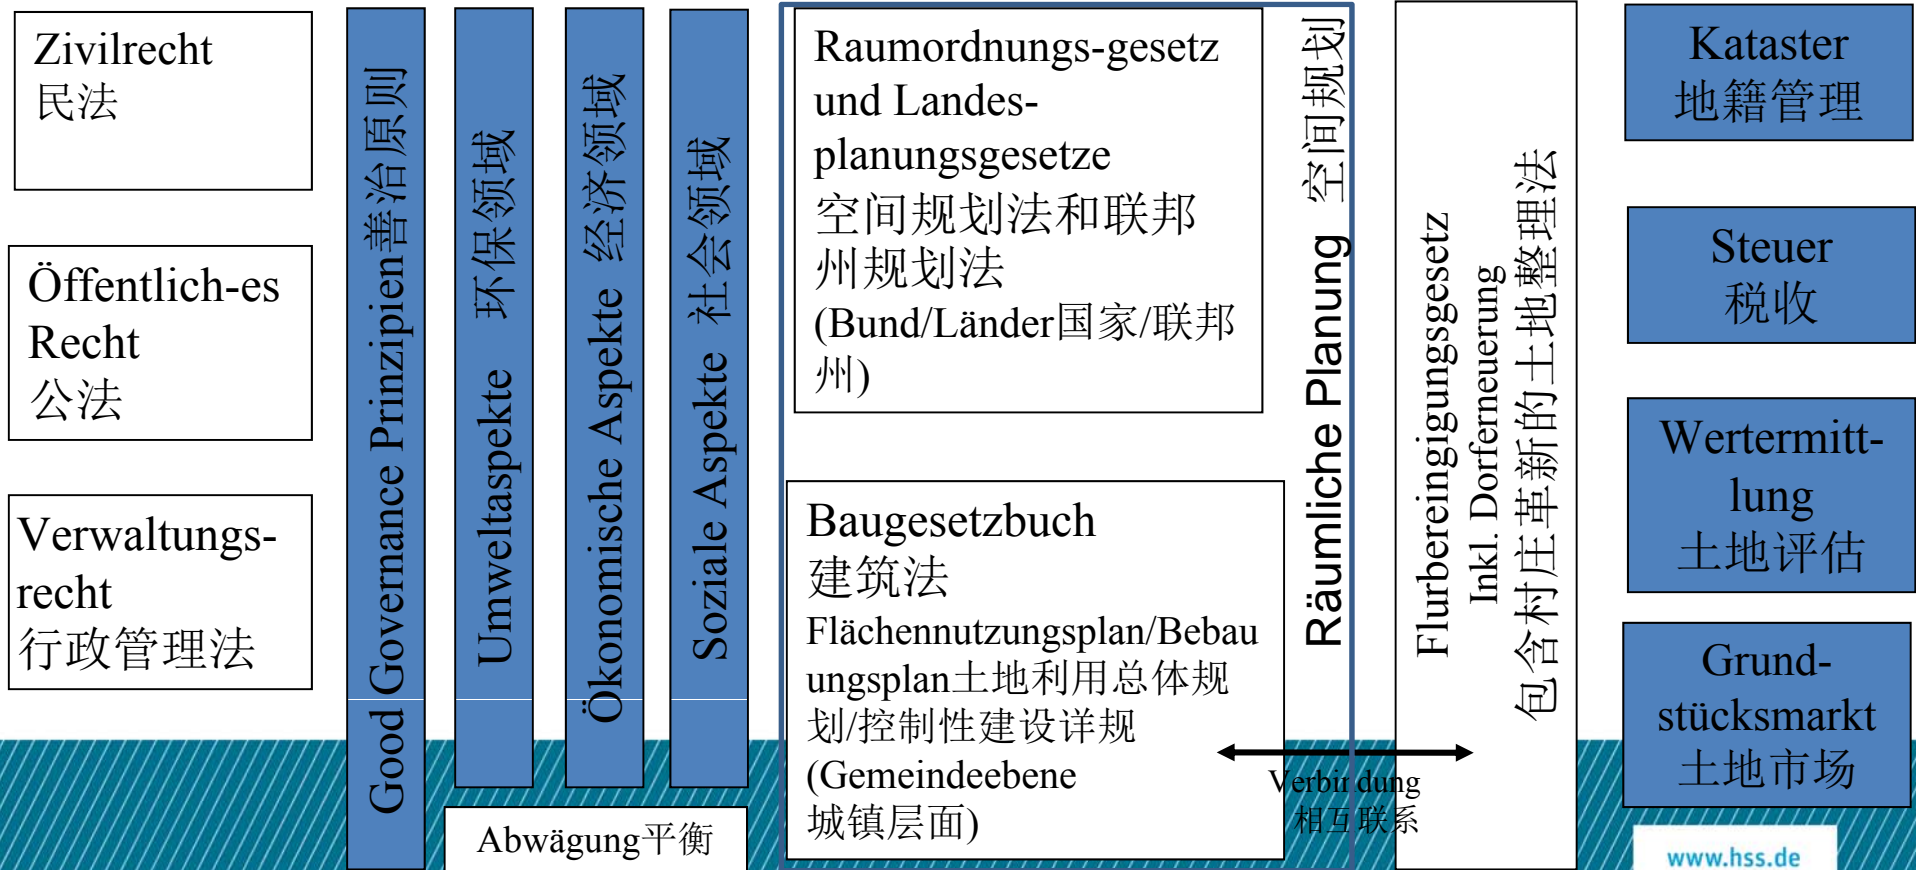 Zivilrecht
民法
Öffentlich-es
Recht
公法
Verwaltungs-
recht
行政管理法
Good Governance Prinzipien善治原则
Umweltaspekte 环保领域
Ökonomische Aspekte 经济领域
Soziale Aspekte 社会领域
Abwägung平衡
Raumordnungs-gesetz
und Landes-
planungsgesetze
空间规划法和联邦
州规划法
(Bund/Länder国家/联邦
州)
Baugesetzbuch
建筑法
Flächennutzungsplan/Bebau
ungsplan土地利用总体规
划/控制性建设详规
(Gemeindeebene
城镇层面)
Räumliche Planung 空间规划
Verbindung
相互联系
Flurbereingigungsgesetz
Inkl. Dorferneuerung
包含村庄革新的土地整理法
Kataster
地籍管理
Steuer
税收
Wertermitt-
lung
土地评估
Grund-
stücksmarkt
土地市场
www.hss.de